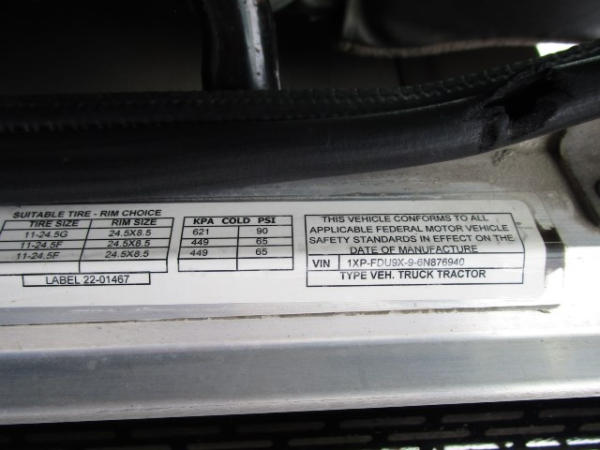 SUITABLE TIRE - RIM CHOICE
TIRE SIZE RIM SIZE
11-24.5G 24.5X8.5
11-24.5F 24.5X8.5
11-24.5F 24.5X8.5
LABEL 22-01467
KPA COLD PSI
621 90
449 65
449 65
THIS VEHICLE CONFORMS TO ALL
APPLICABLE FEDERAL MOTOR VEHICLE
SAFETY STANDARDS IN EFFECT ON THE
DATE OF MANUFACTURE
VIN 1XP-FDU9X-9-6N876940
TYPE VEH. TRUCK TRACTOR